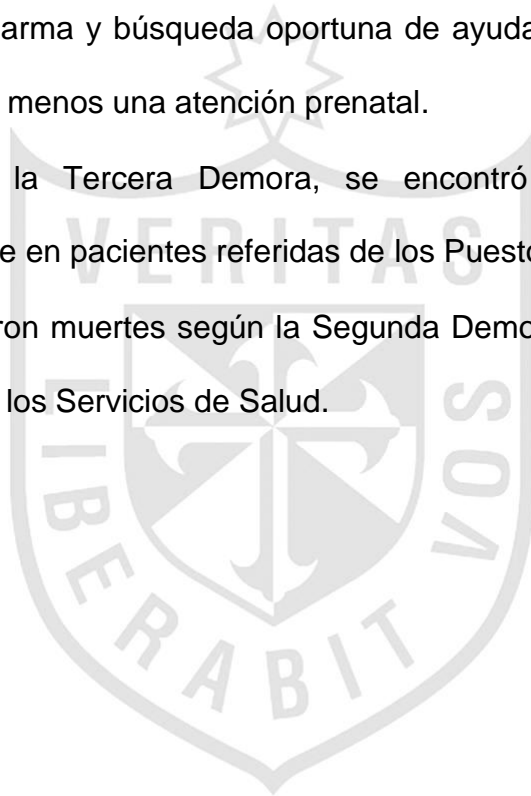 arma y búsqueda oportuna de ayuda
menos una atención prenatal.
la Tercera Demora, se encontró
e en pacientes referidas de los Puesto
ron muertes según la Segunda Demo
los Servicios de Salud.
VERITAS
LIBERABIT
VOS